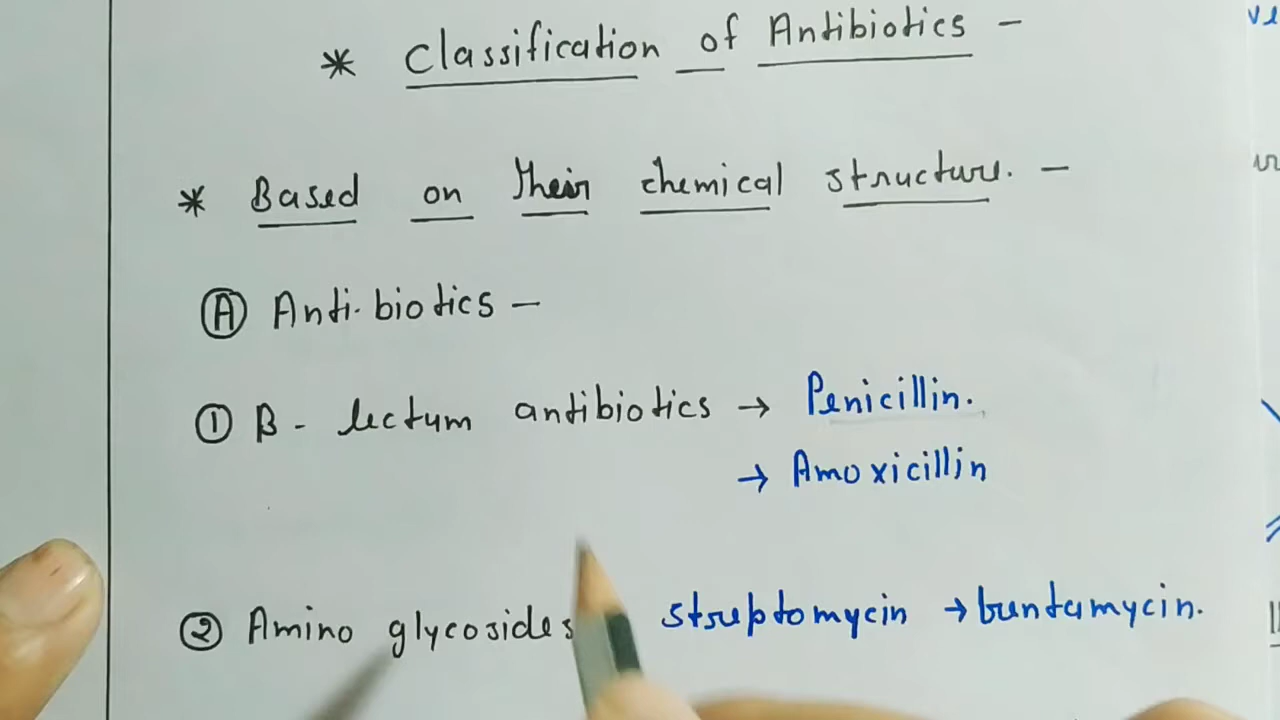 * Classification of Antibiotics -
* Based on their chemical structure. -
(A) Anti-biotics -
(1) B - lectum antibiotics → Penicillin.
→ Amoxicillin
(2) Amino glycosides streptomycin → buntamycin.